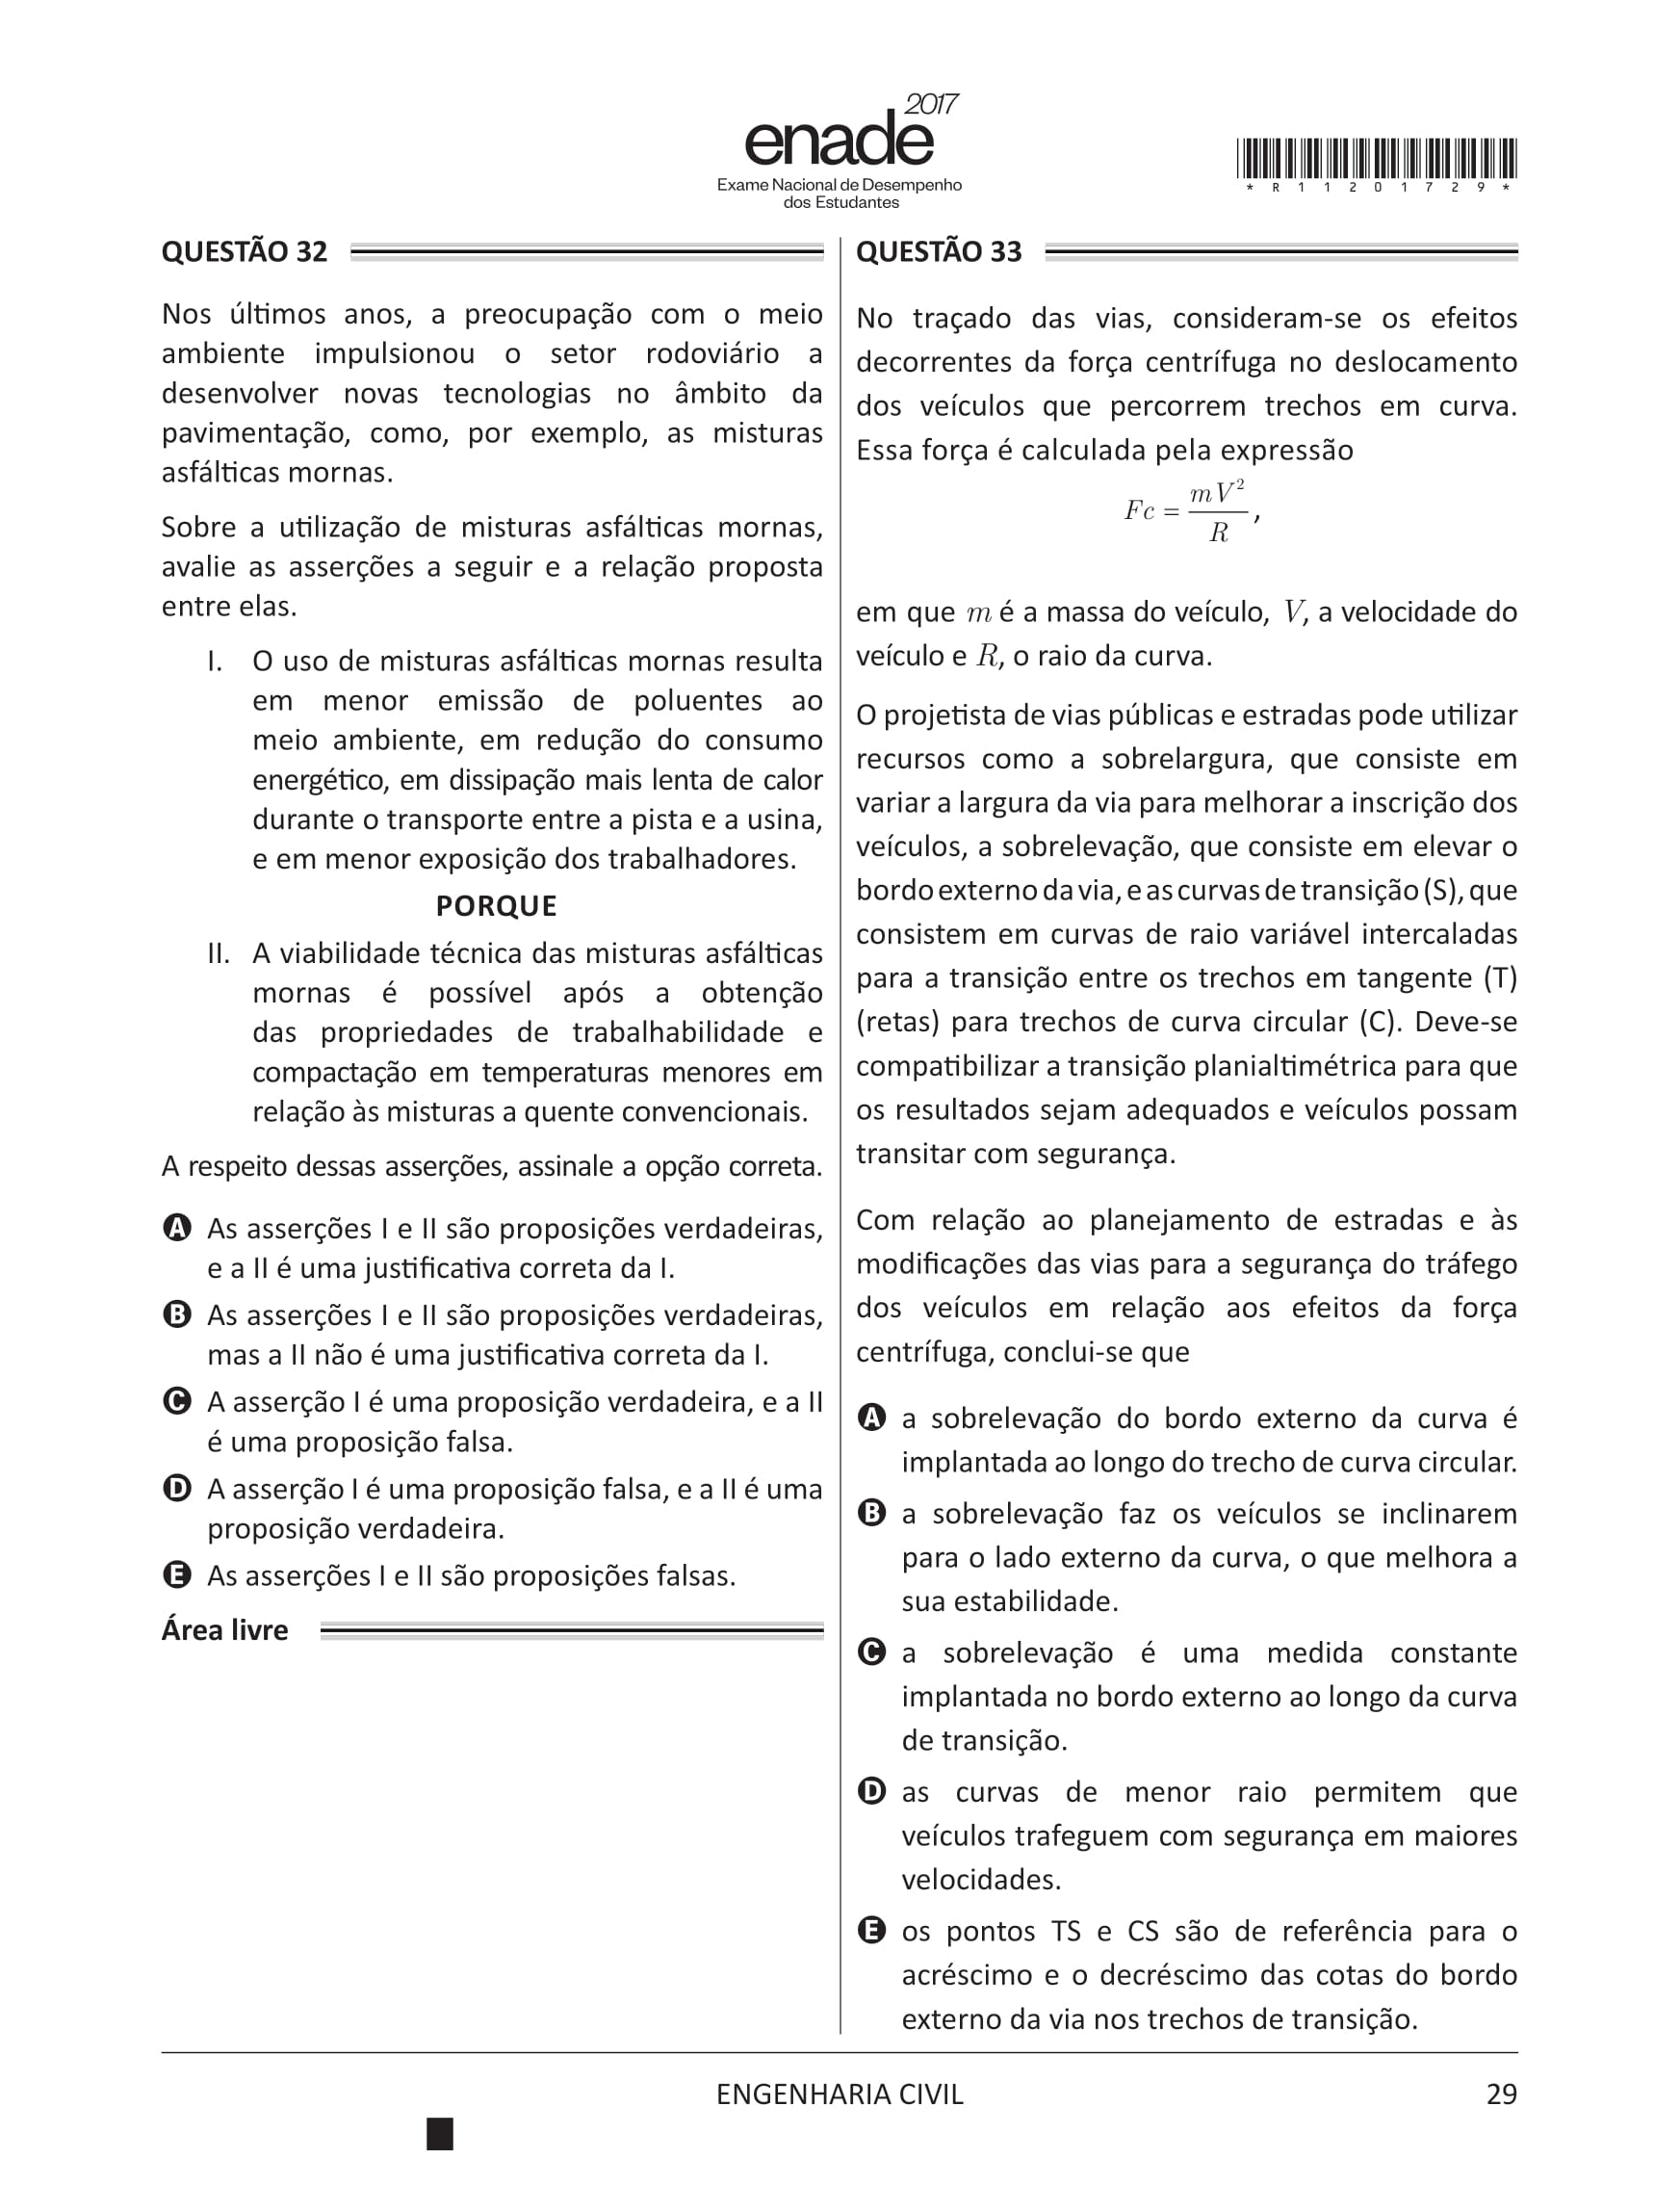 2017
enade
Exame Nacional de Desempenho
dos Estudantes
*R11201729*
QUESTÃO 32
Nos últimos anos, a preocupação com o meio
ambiente impulsionou o setor rodoviário a
desenvolver novas tecnologias no âmbito da
pavimentação, como, por exemplo, as misturas
asfálticas mornas.
Sobre a utilização de misturas asfálticas mornas,
avalie as asserções a seguir e a relação proposta
entre elas.
I. O uso de misturas asfálticas mornas resulta
em menor emissão de poluentes ao
meio ambiente, em redução do consumo
energético, em dissipação mais lenta de calor
durante o transporte entre a pista e a usina,
e em menor exposição dos trabalhadores.
PORQUE
II. A viabilidade técnica das misturas asfálticas
mornas é possível após a obtenção
das propriedades de trabalhabilidade e
compactação em temperaturas menores em
relação às misturas a quente convencionais.
A respeito dessas asserções, assinale a opção correta.
A As asserções I e II são proposições verdadeiras,
e a II é uma justificativa correta da I.
B As asserções I e II são proposições verdadeiras,
mas a II não é uma justificativa correta da I.
C A asserção I é uma proposição verdadeira, e a II
é uma proposição falsa.
D A asserção I é uma proposição falsa, e a II é uma
proposição verdadeira.
E As asserções I e II são proposições falsas.
Área livre
QUESTÃO 33
No traçado das vias, consideram-se os efeitos
decorrentes da força centrífuga no deslocamento
dos veículos que percorrem trechos em curva.
Essa força é calculada pela expressão
Fc = mV²/R,
em que m é a massa do veículo, V, a velocidade do
veículo e R, o raio da curva.
O projetista de vias públicas e estradas pode utilizar
recursos como a sobrelargura, que consiste em
variar a largura da via para melhorar a inscrição dos
veículos, a sobrelevação, que consiste em elevar o
bordo externo da via, e as curvas de transição (S), que
consistem em curvas de raio variável intercaladas
para a transição entre os trechos em tangente (T)
(retas) para trechos de curva circular (C). Deve-se
compatibilizar a transição planialtimétrica para que
os resultados sejam adequados e veículos possam
transitar com segurança.
Com relação ao planejamento de estradas e às
modificações das vias para a segurança do tráfego
dos veículos em relação aos efeitos da força
centrífuga, conclui-se que
A a sobrelevação do bordo externo da curva é
implantada ao longo do trecho de curva circular.
B a sobrelevação faz os veículos se inclinarem
para o lado externo da curva, o que melhora a
sua estabilidade.
C a sobrelevação é uma medida constante
implantada no bordo externo ao longo da curva
de transição.
D as curvas de menor raio permitem que
veículos trafeguem com segurança em maiores
velocidades.
E os pontos TS e CS são de referência para o
acréscimo e o decréscimo das cotas do bordo
externo da via nos trechos de transição.
ENGENHARIA CIVIL
29